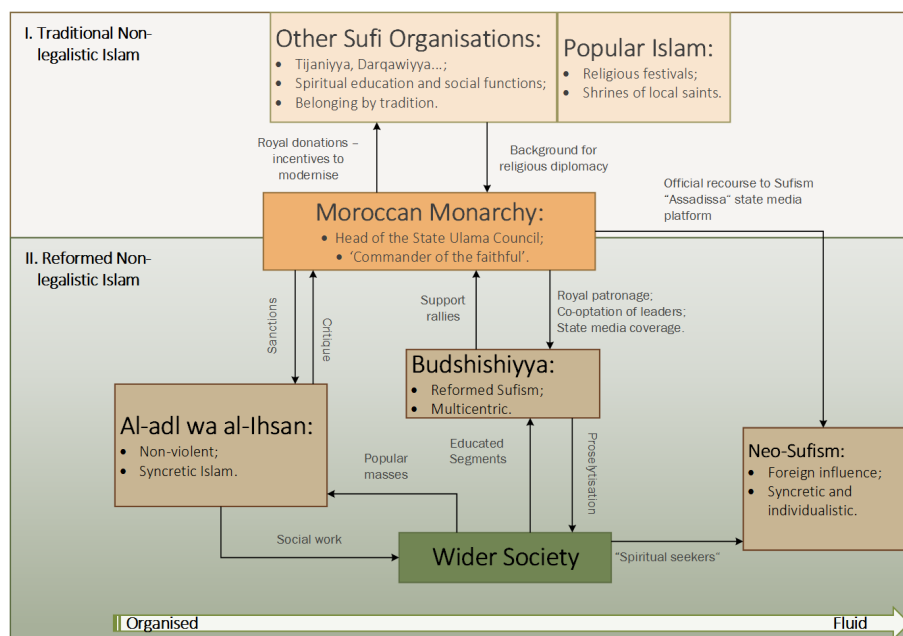 I. Traditional Non-
legalistic Islam
Other Sufi Organisations:
• Tijaniyya, Darqawiyya...;
• Spiritual education and social functions;
• Belonging by tradition.
Popular Islam:
• Religious festivals;
• Shrines of local saints.
Royal donations –
incentives to
modernise
Background for
religious diplomacy
Official recourse to Sufism
"Assadissa" state media
platform
Moroccan Monarchy:
• Head of the State Ulama Council;
• ‘Commander of the faithful’.
II. Reformed Non-
legalistic Islam
Sanctions
Critique
Support
rallies
Royal patronage;
Co-optation of leaders;
State media coverage.
Budshishiyya:
• Reformed Sufism;
• Multicentric.
Al-adl wa al-Ihsan:
• Non-violent;
• Syncretic Islam.
Popular
masses
Educated
Segments
Proselytisation
Neo-Sufism:
• Foreign influence;
• Syncretic and
individualistic.
Social work
Wider Society
"Spiritual seekers"
Organised
Fluid